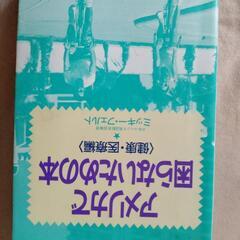 アメリカで
困らないための本
〈健康・医療編〉
★
ミッキー・フェルト